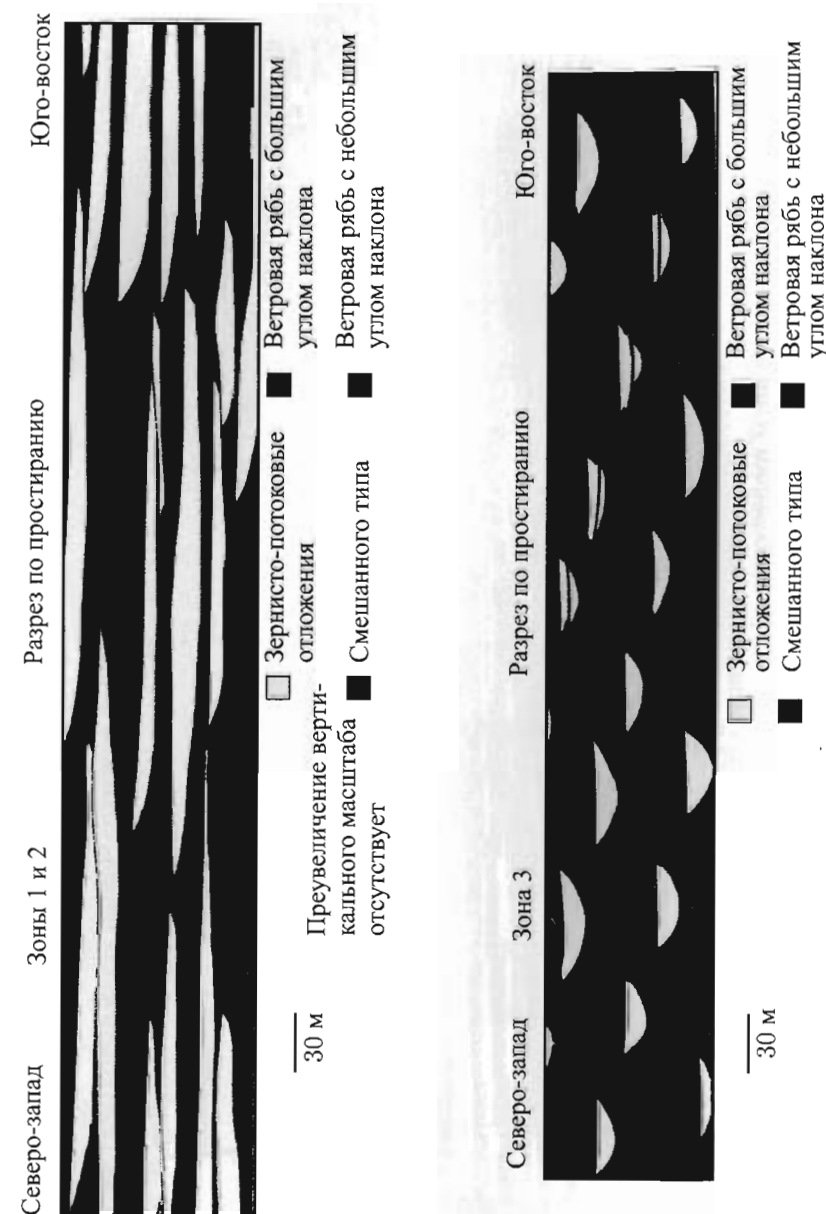 Северо-запад
Зоны 1 и 2
Разрез по простиранию
Юго-восток
30 м
Преувеличение верти-
кального масштаба
отсутствует
Зернисто-потоковые
отложения
Смешанного типа
Ветровая рябь с большим
углом наклона
Ветровая рябь с небольшим
углом наклона
Северо-запад
Зона 3
Разрез по простиранию
Юго-восток
30 м
Зернисто-потоковые
отложения
Смешанного типа
Ветровая рябь с большим
углом наклона
Ветровая рябь с небольшим
углом наклона